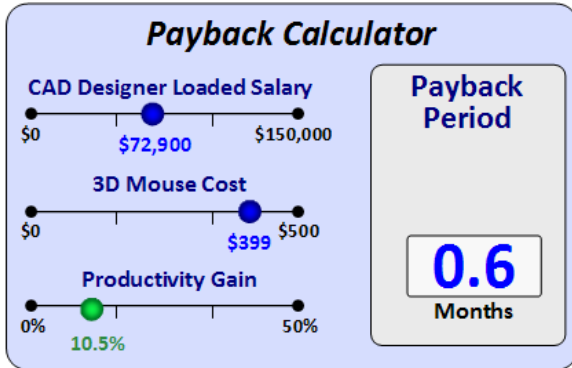 Payback Calculator
CAD Designer Loaded Salary
$0
$72,900
$150,000
3D Mouse Cost
$0
$399
$500
Productivity Gain
0%
10.5%
50%
Payback
Period
0.6
Months